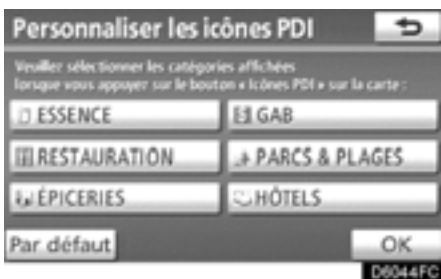 Personnaliser les icônes PDI
Veuiller sélectionner les catégories affichées
lorsque vous appuyer sur le bouton « Icônes PDI » sur la carte :
ESSENCE
GAB
RESTAURATION
PARCS & PLAGES
ÉPICERIES
HÔTELS
Par défaut
OK
D6044FC